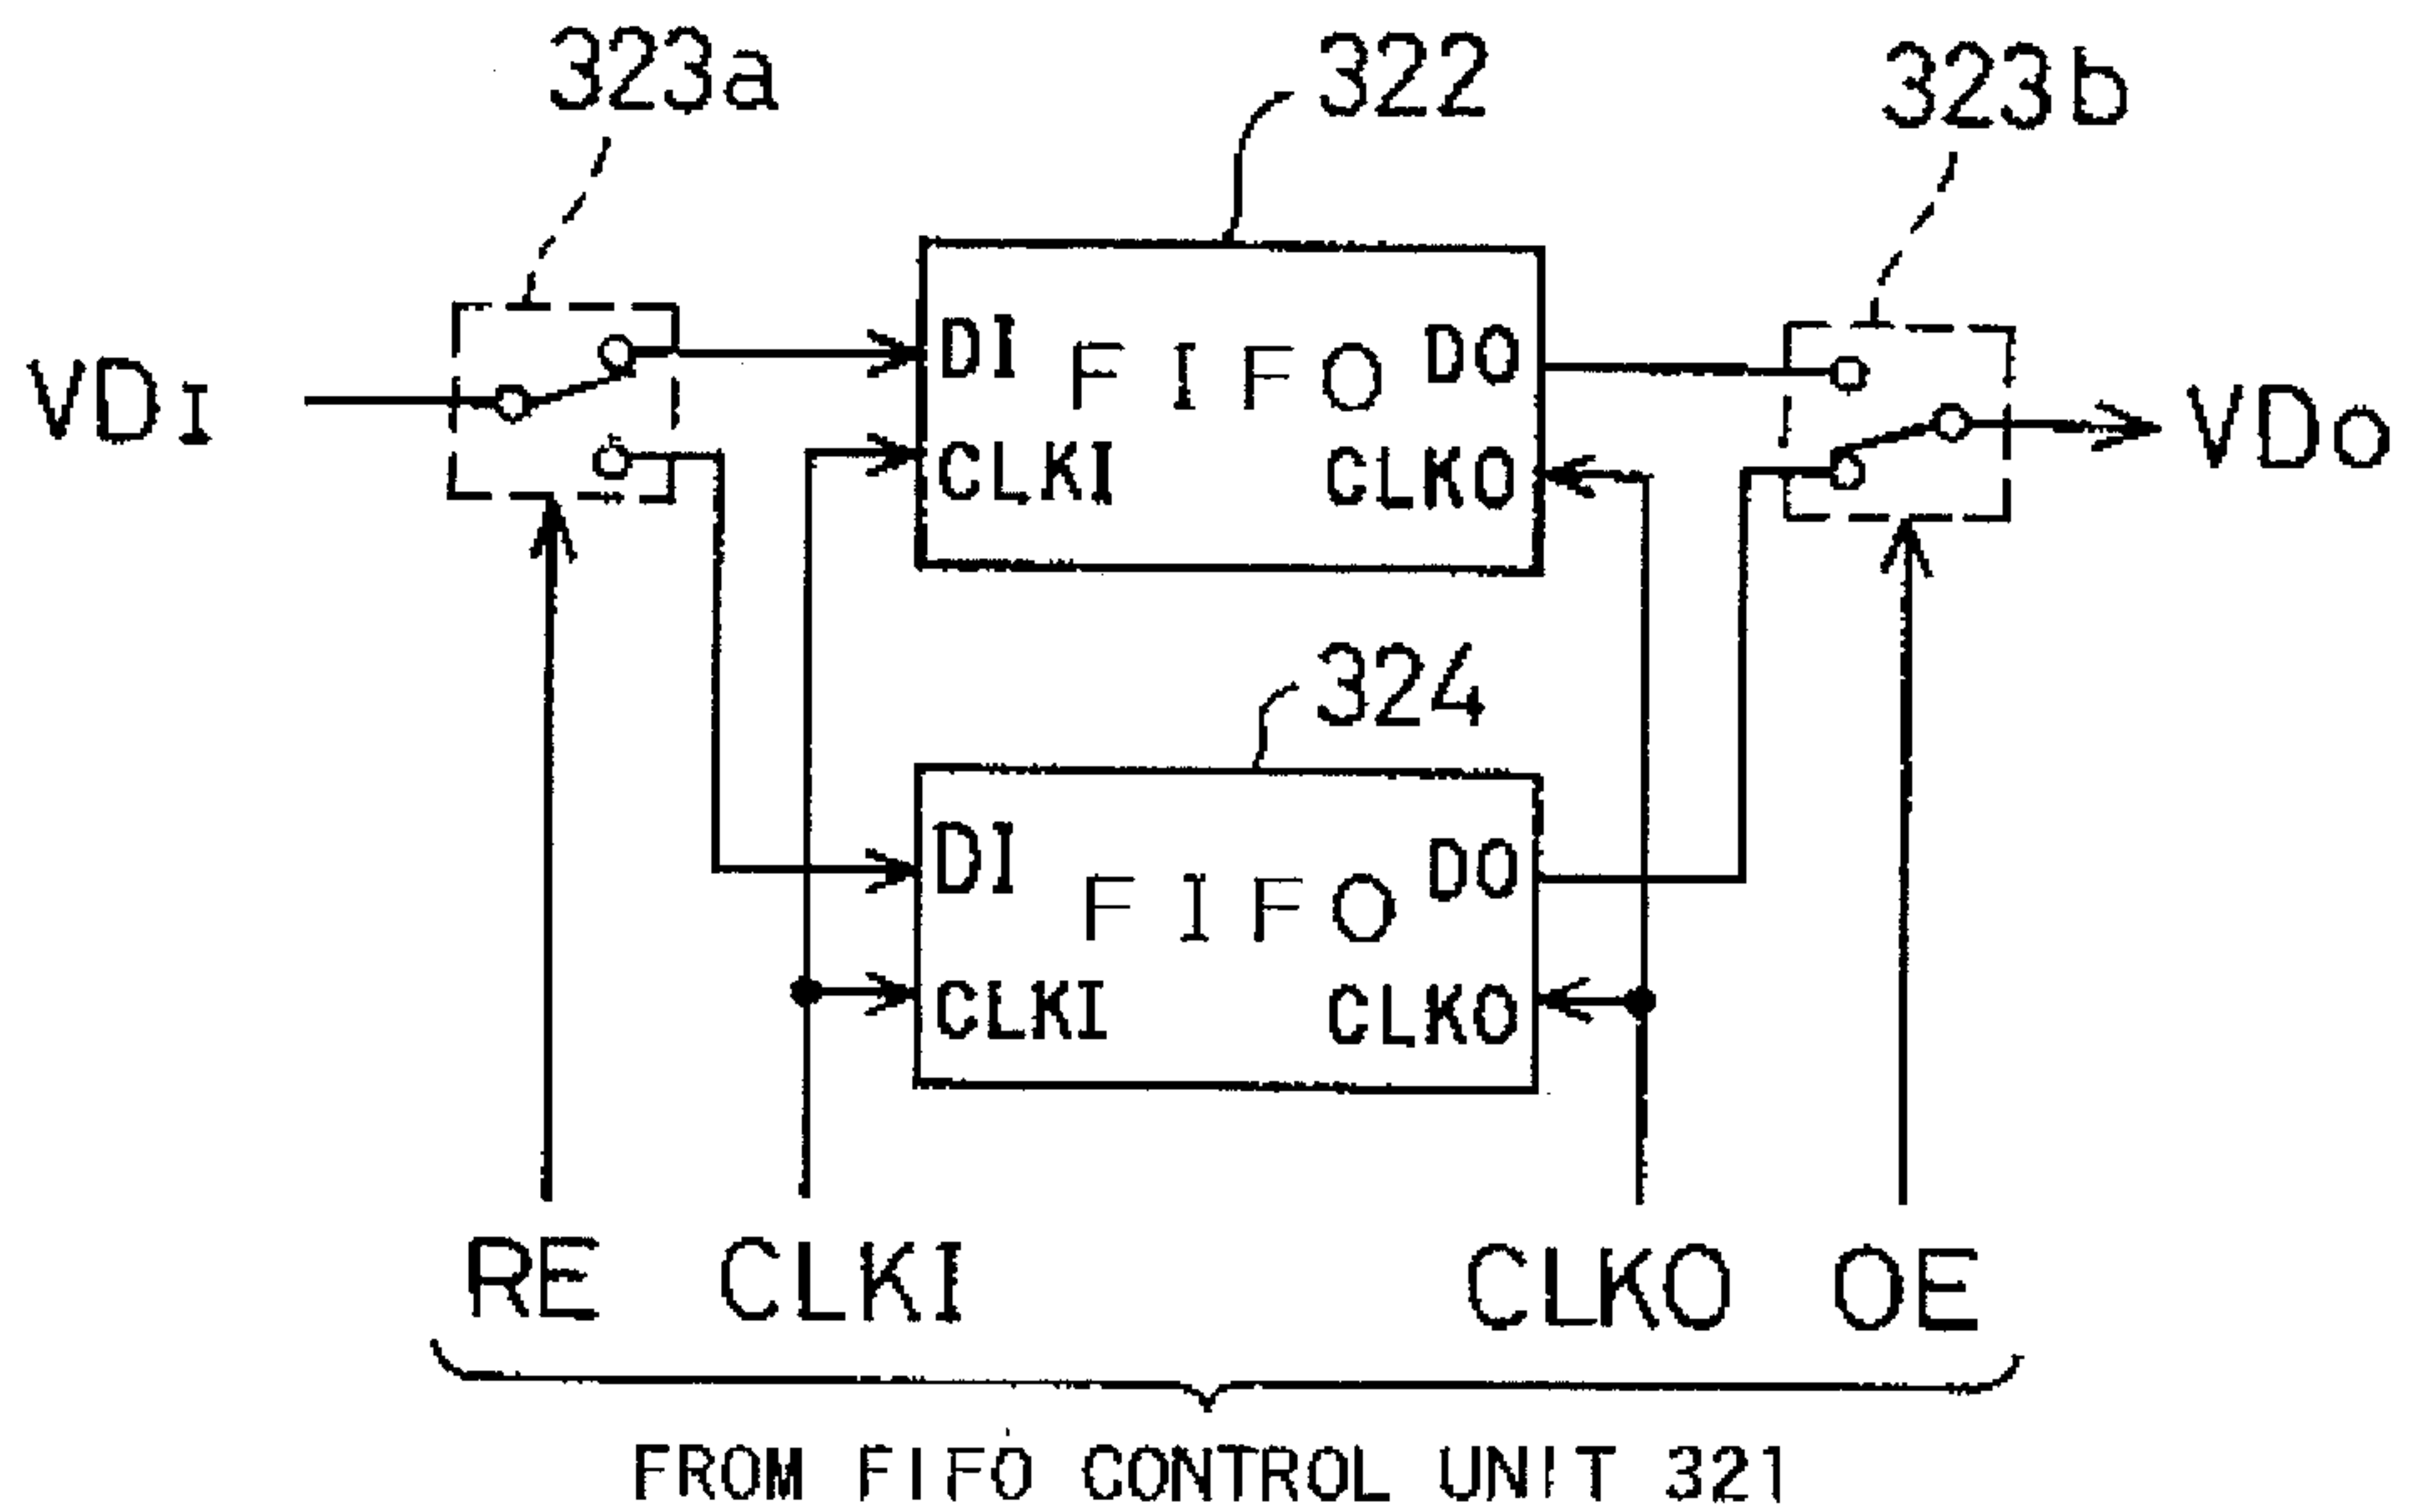 323a
322
323b
VDI
DI
FIFO
DO
CLKI
CLKO
VDO
324
DI
FIFO
DO
CLKI
CLKO
RE
CLKI
CLKO
OE
FROM FIFO CONTROL UNIT 321